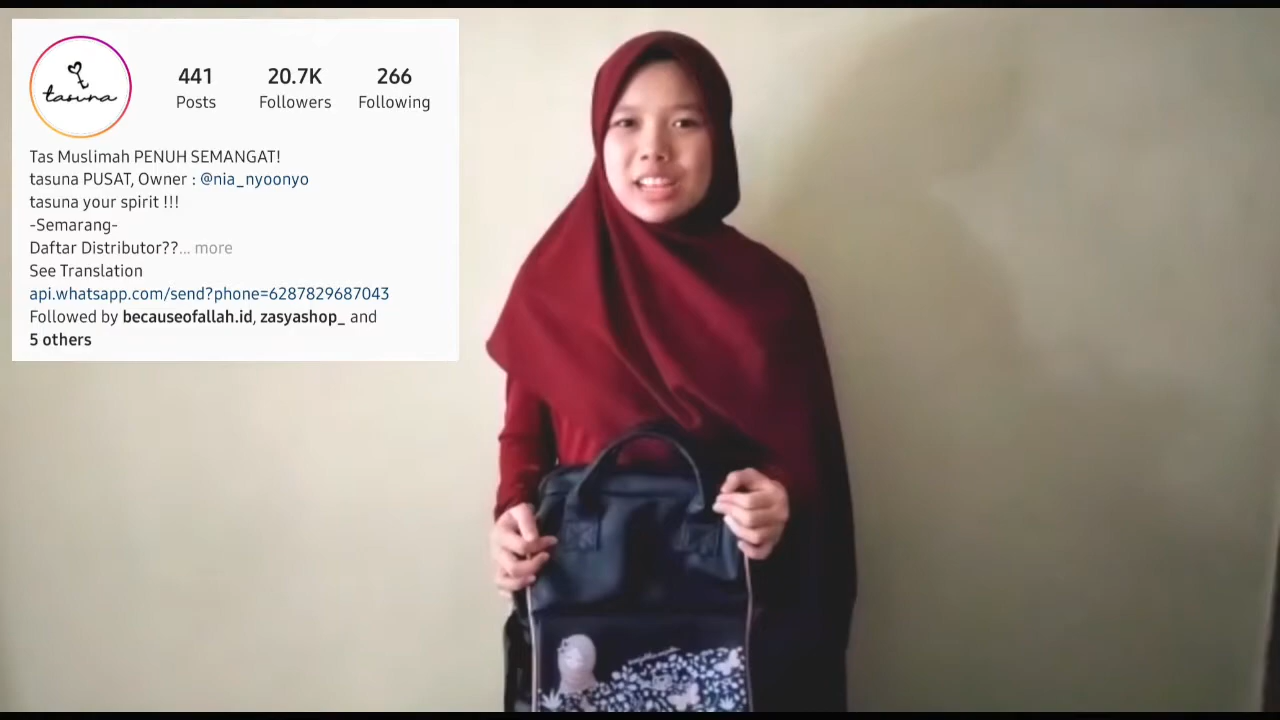 tasuna
441 20.7K 266
Posts Followers Following
Tas Muslimah PENUH SEMANGAT!
tasuna PUSAT, Owner : @nia_nyoonyo
tasuna your spirit !!!
-Semarang-
Daftar Distributor??... more
See Translation
api.whatsapp.com/send?phone=6287829687043
Followed by becauseofallah.id, zasyashop_ and
5 others